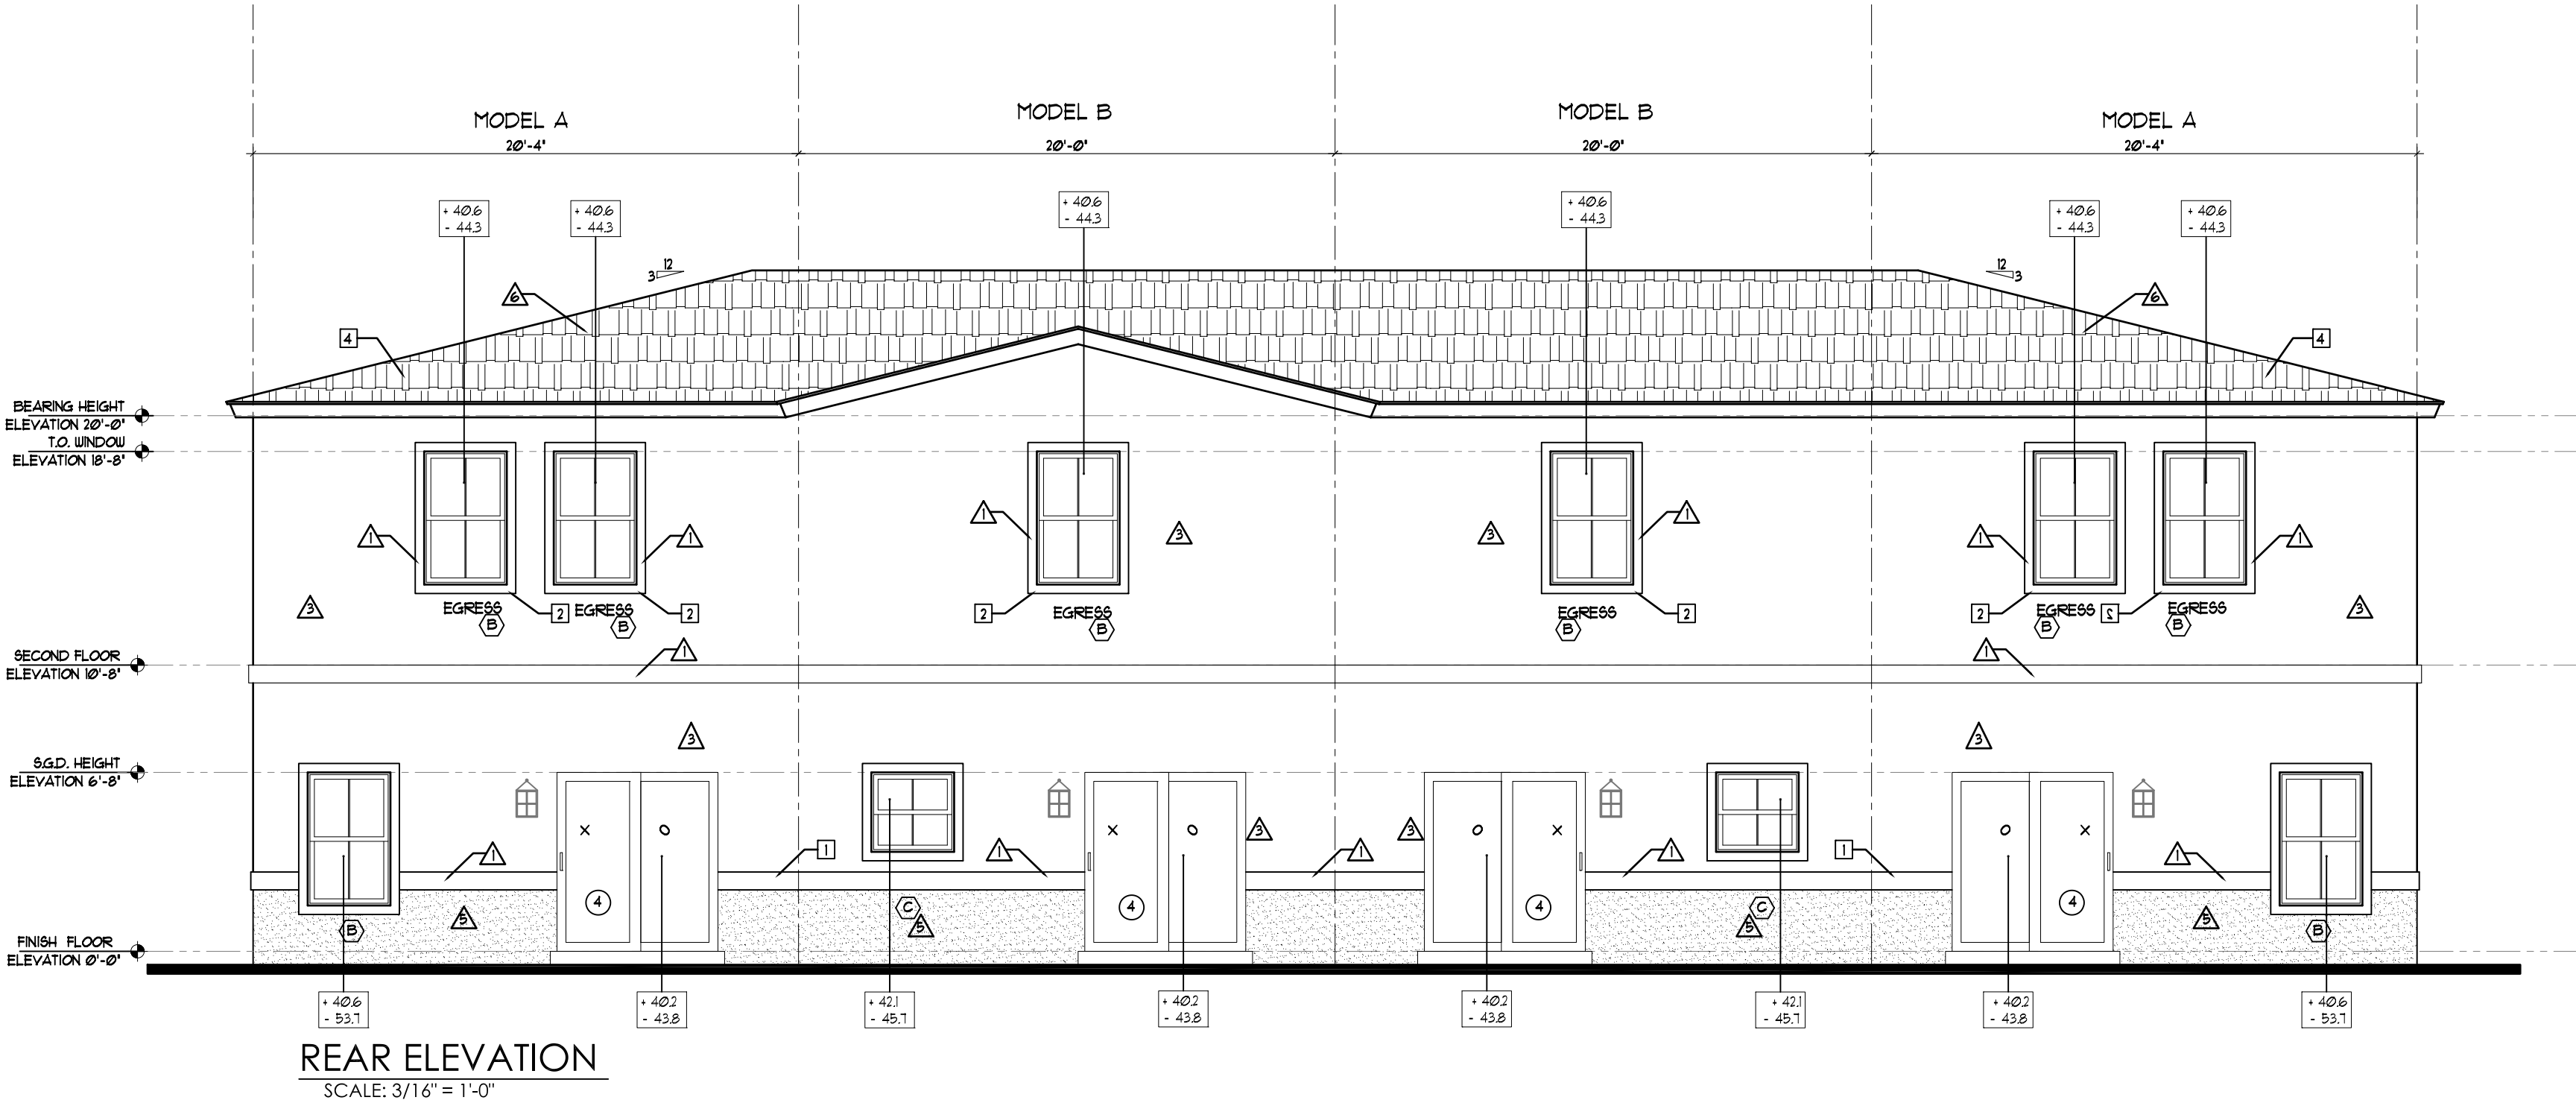 MODEL A
MODEL B
MODEL B
MODEL A
20'-4"
20'-0"
20'-0"
20'-4"
+ 40.6
- 44.3
+ 40.6
- 44.3
+ 40.6
- 44.3
+ 40.6
- 44.3
+ 40.6
- 44.3
+ 40.6
- 44.3
12
3
12
3
6
6
4
4
BEARING HEIGHT
ELEVATION 20'-0"
T.O. WINDOW
ELEVATION 18'-8"
1
1
1
3
3
1
1
1
3
EGRESS
B
2
EGRESS
B
2
2
EGRESS
B
EGRESS
B
2
2
EGRESS
B
2
EGRESS
B
3
SECOND FLOOR
ELEVATION 10'-8"
1
1
3
3
S.G.D. HEIGHT
ELEVATION 6'-8"
X
O
X
O
3
3
O
X
O
X
1
1
1
1
1
1
1
1
4
C
4
4
C
4
5
5
5
5
B
B
FINISH FLOOR
ELEVATION 0'-0"
+ 40.6
- 53.7
+ 40.2
- 43.8
+ 42.1
- 45.7
+ 40.2
- 43.8
+ 40.2
- 43.8
+ 42.1
- 45.7
+ 40.2
- 43.8
+ 40.6
- 53.7
REAR ELEVATION
SCALE: 3/16" = 1'-0"